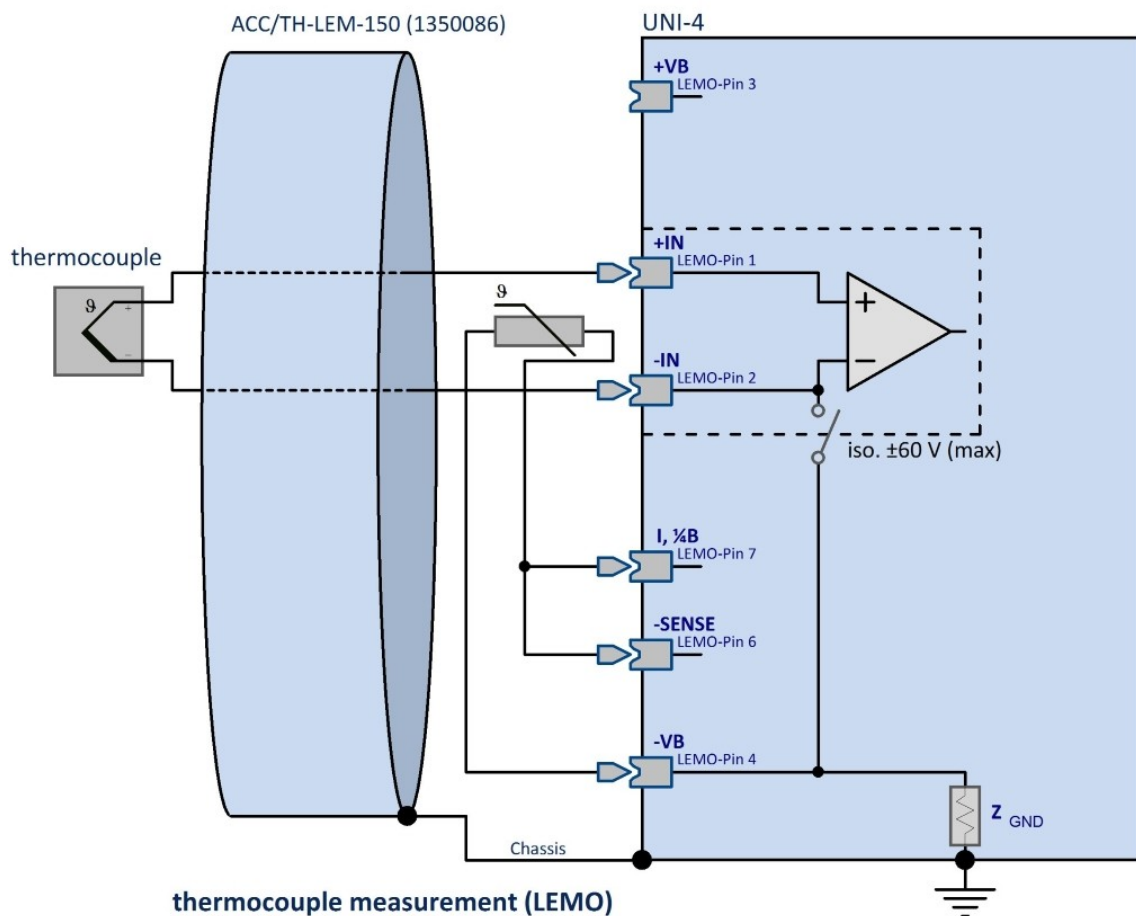 ACC/TH-LEM-150 (1350086)
UNI-4
+VB
LEMO-Pin 3
thermocouple
ϑ
+
−
+IN
LEMO-Pin 1
ϑ
+
−
-IN
LEMO-Pin 2
iso. ±60 V (max)
I, ¼B
LEMO-Pin 7
-SENSE
LEMO-Pin 6
-VB
LEMO-Pin 4
Z GND
Chassis
thermocouple measurement (LEMO)